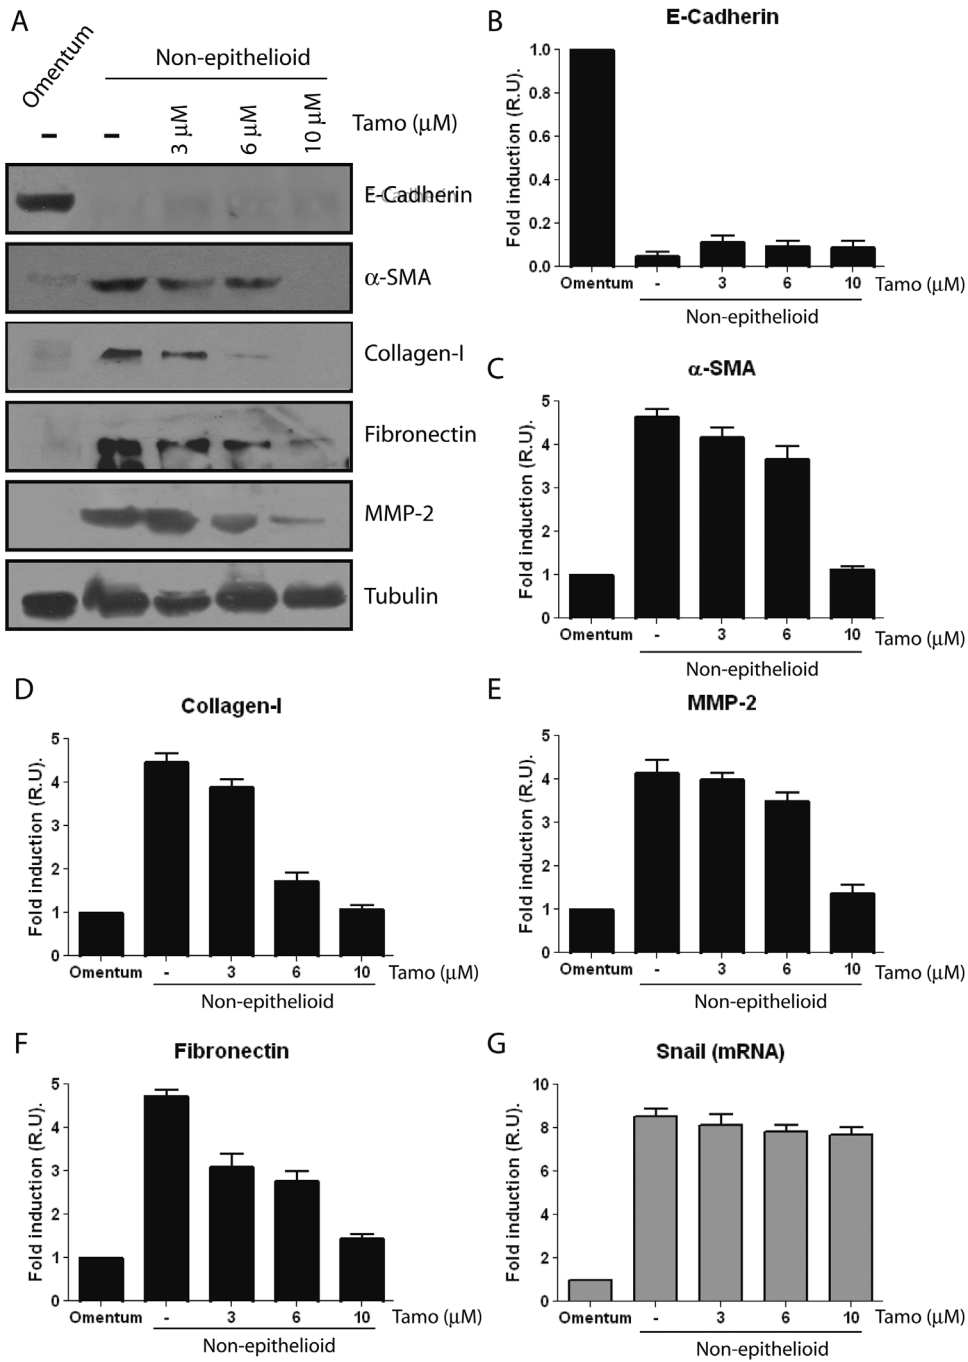 A
Omentum
Non-epithelioid
– – 3 μM 6 μM 10 μM Tamo (μM)
E-Cadherin
α-SMA
Collagen-I
Fibronectin
MMP-2
Tubulin
B
E-Cadherin
Fold induction (R.U).
1.0
0.8
0.6
0.4
0.2
0.0
Omentum - 3 6 10 Tamo (μM)
Non-epithelioid
C
α-SMA
Fold induction (R.U).
5
4
3
2
1
0
Omentum - 3 6 10 Tamo (μM)
Non-epithelioid
D
Collagen-I
Fold induction (R.U).
5
4
3
2
1
0
Omentum - 3 6 10 Tamo (μM)
Non-epithelioid
E
MMP-2
Fold induction (R.U).
5
4
3
2
1
0
Omentum - 3 6 10 Tamo (μM)
Non-epithelioid
F
Fibronectin
Fold induction (R.U).
5
4
3
2
1
0
Omentum - 3 6 10 Tamo (μM)
Non-epithelioid
G
Snail (mRNA)
Fold induction (R.U).
10
8
6
4
2
0
Omentum - 3 6 10 Tamo (μM)
Non-epithelioid